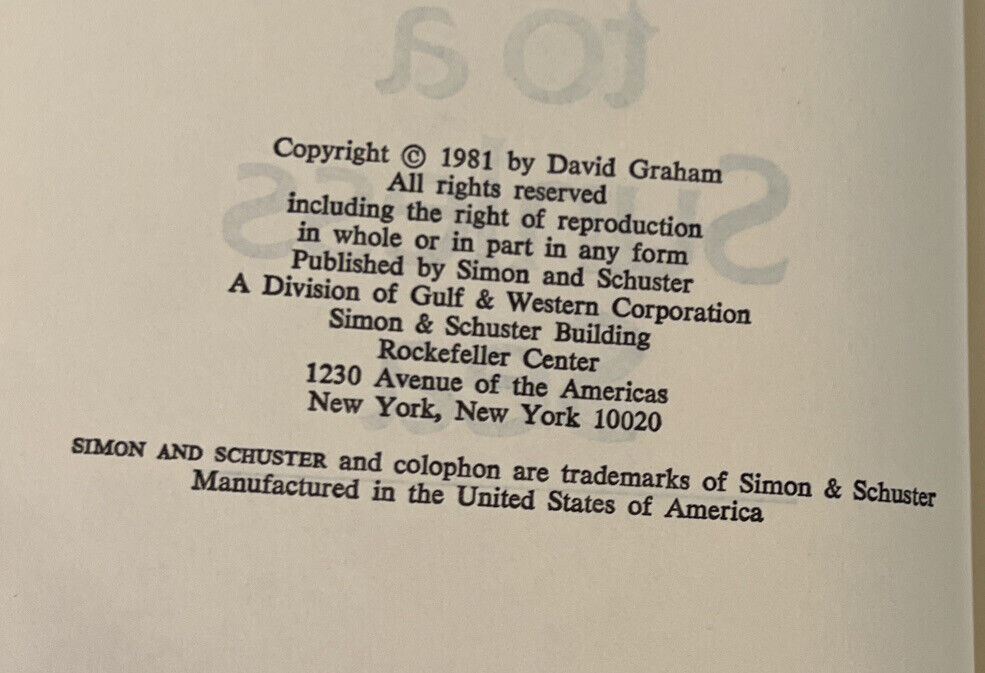 to a
Copyright © 1981 by David Graham
All rights reserved
including the right of reproduction
in whole or in part in any form
Published by Simon and Schuster
A Division of Gulf & Western Corporation
Simon & Schuster Building
Rockefeller Center
1230 Avenue of the Americas
New York, New York 10020
SIMON AND SCHUSTER and colophon are trademarks of Simon & Schuster
Manufactured in the United States of America